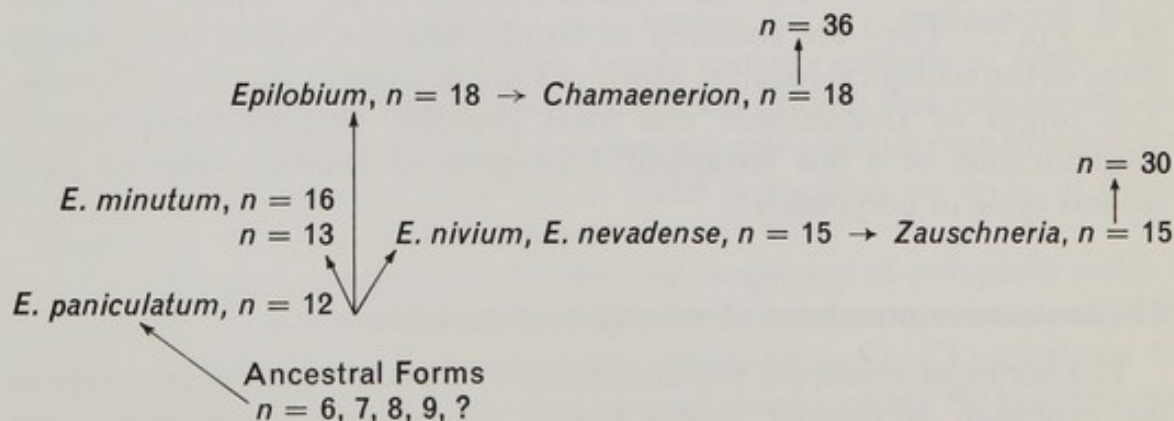 n = 36
Epilobium, n = 18 → Chamaenerion, n = 18
n = 30
E. minutum, n = 16
n = 13
E. nivium, E. nevadense, n = 15 → Zauschneria, n = 15
E. paniculatum, n = 12
Ancestral Forms
n = 6, 7, 8, 9, ?